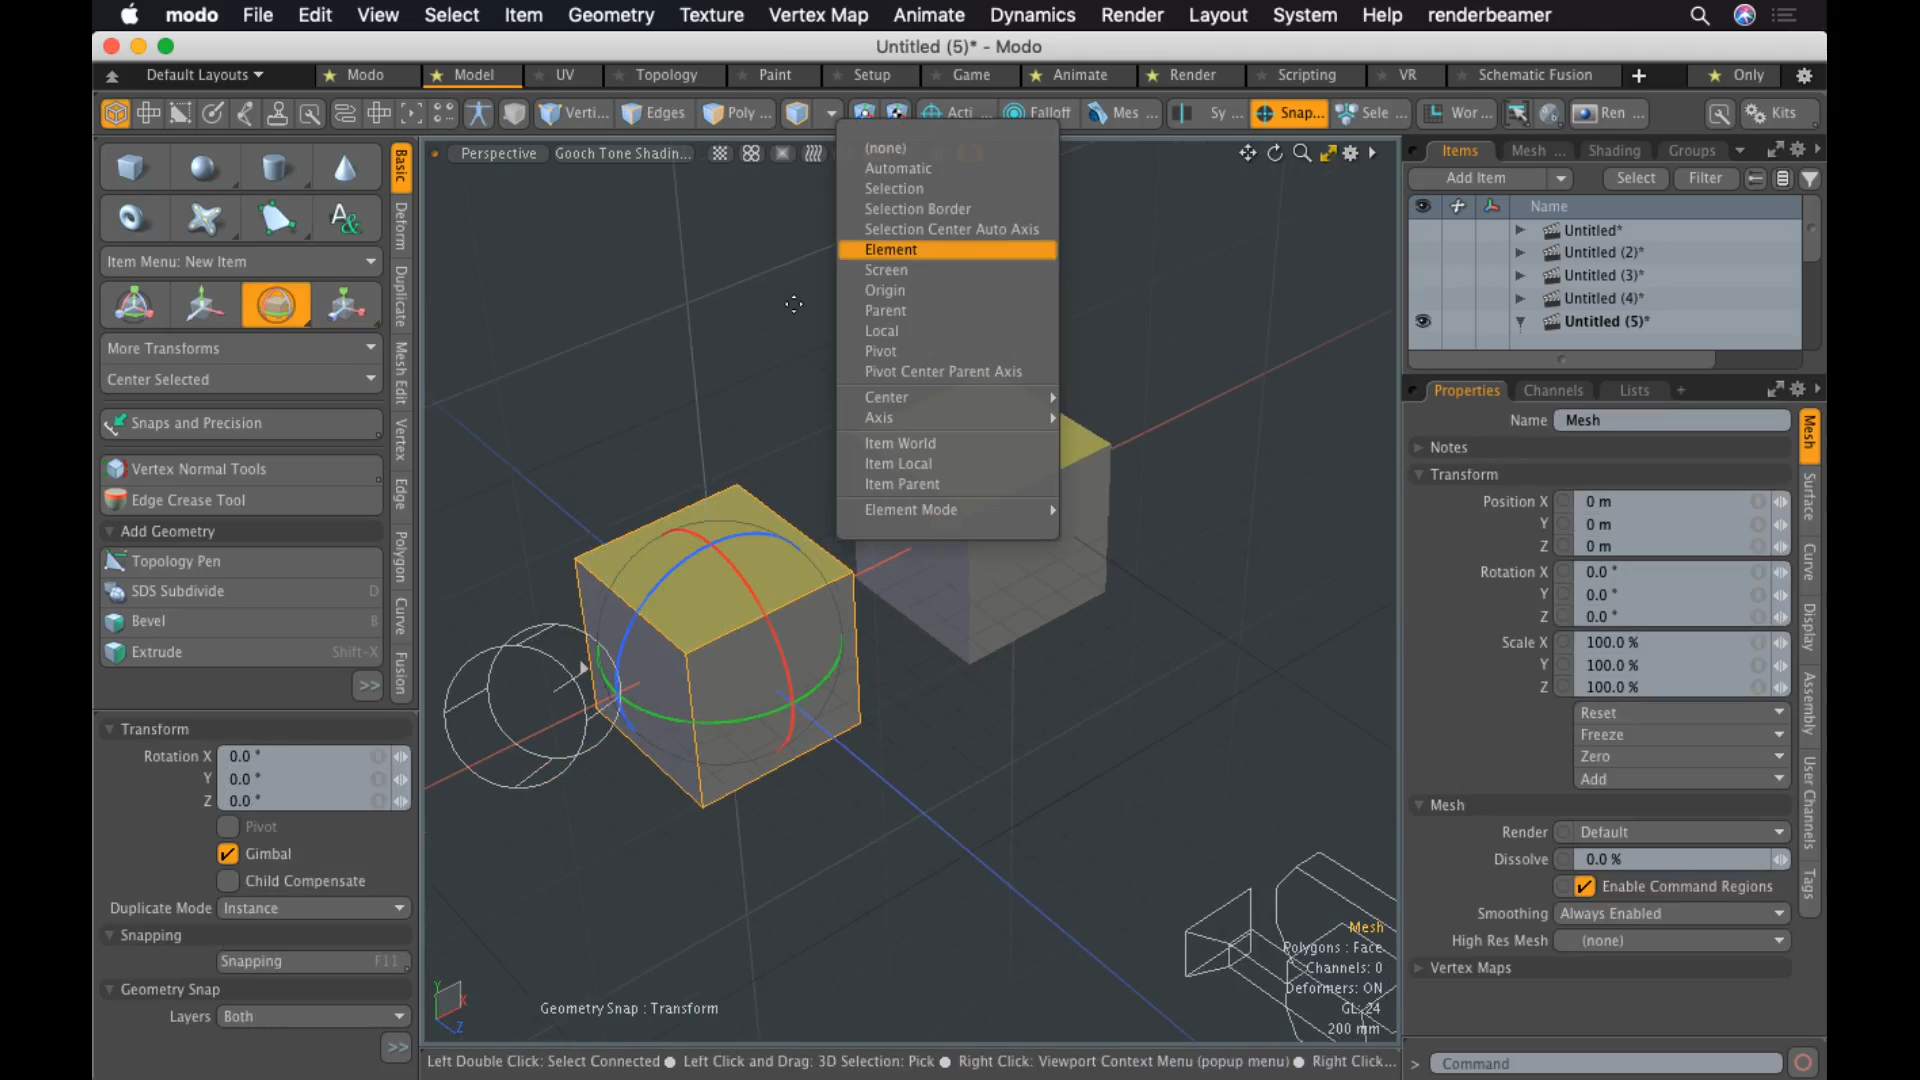 modo File Edit View Select Item Geometry Texture Vertex Map Animate Dynamics Render Layout System Help renderbeamer
Untitled (5)* - Modo
Default Layouts Modo Model UV Topology Paint Setup Game Animate Render Scripting VR Schematic Fusion + Only
Verti... Edges Poly ... Acti ... Falloff Mes ... Sy ... Snap... Sele ... Wor ... Ren ... Kits
Perspective Gooch Tone Shadin...
Basic
Deform
Duplicate
Mesh Edit
Vertex
Edge
Polygon
Curve
Fusion
Item Menu: New Item
More Transforms
Center Selected
Snaps and Precision
Vertex Normal Tools
Edge Crease Tool
Add Geometry
Topology Pen
SDS Subdivide D
Bevel B
Extrude Shift-X
>>
Transform
Rotation X 0.0 °
Y 0.0 °
Z 0.0 °
Pivot
Gimbal
Child Compensate
Duplicate Mode Instance
Snapping
Snapping F11
Geometry Snap
Layers Both
>>
(none)
Automatic
Selection
Selection Border
Selection Center Auto Axis
Element
Screen
Origin
Parent
Local
Pivot
Pivot Center Parent Axis
Center
Axis
Item World
Item Local
Item Parent
Element Mode
Y
X
Z
Geometry Snap : Transform
Mesh
Polygons : Face
Channels: 0
Deformers: ON
GL: 24
200 mm
Left Double Click: Select Connected ● Left Click and Drag: 3D Selection: Pick ● Right Click: Viewport Context Menu (popup menu) ● Right Click...
Items Mesh ... Shading Groups
Add Item Select Filter
Name
Untitled*
Untitled (2)*
Untitled (3)*
Untitled (4)*
Untitled (5)*
Properties Channels Lists +
Name Mesh
Notes
Transform
Position X 0 m
Y 0 m
Z 0 m
Rotation X 0.0 °
Y 0.0 °
Z 0.0 °
Scale X 100.0 %
Y 100.0 %
Z 100.0 %
Reset
Freeze
Zero
Add
Mesh
Render Default
Dissolve 0.0 %
Enable Command Regions
Smoothing Always Enabled
High Res Mesh (none)
Vertex Maps
Mesh
Surface
Curve
Display
Assembly
User Channels
Tags
> Command